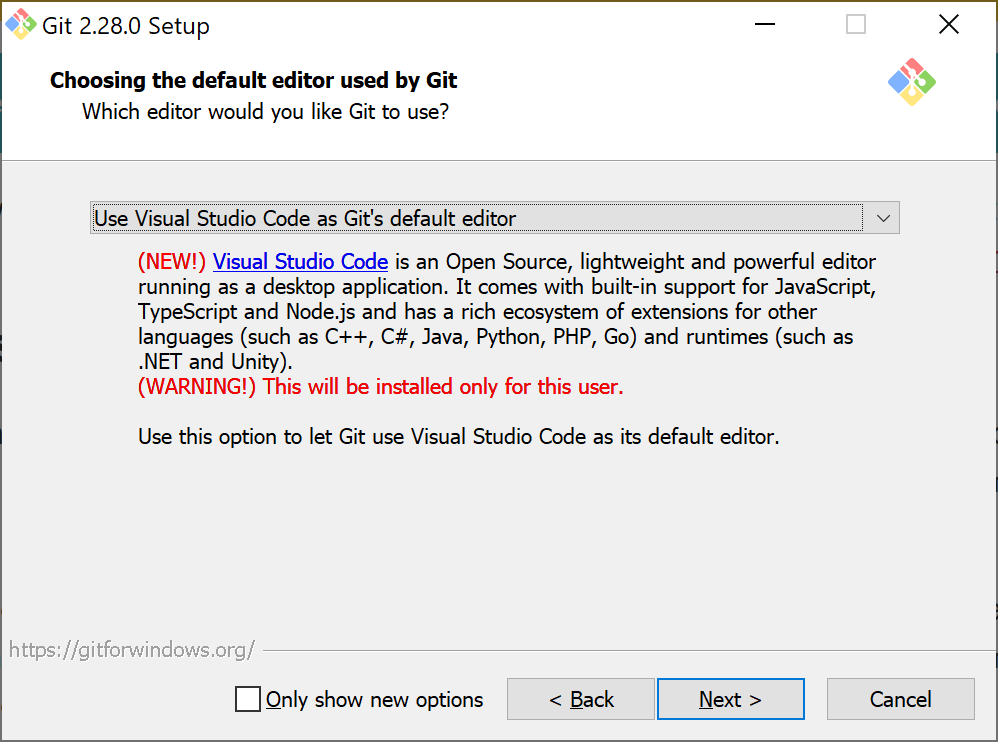 Git 2.28.0 Setup
Choosing the default editor used by Git
Which editor would you like Git to use?
Use Visual Studio Code as Git's default editor
(NEW!) Visual Studio Code is an Open Source, lightweight and powerful editor
running as a desktop application. It comes with built-in support for JavaScript,
TypeScript and Node.js and has a rich ecosystem of extensions for other
languages (such as C++, C#, Java, Python, PHP, Go) and runtimes (such as
.NET and Unity).
(WARNING!) This will be installed only for this user.
Use this option to let Git use Visual Studio Code as its default editor.
https://gitforwindows.org/
Only show new options
< Back
Next >
Cancel